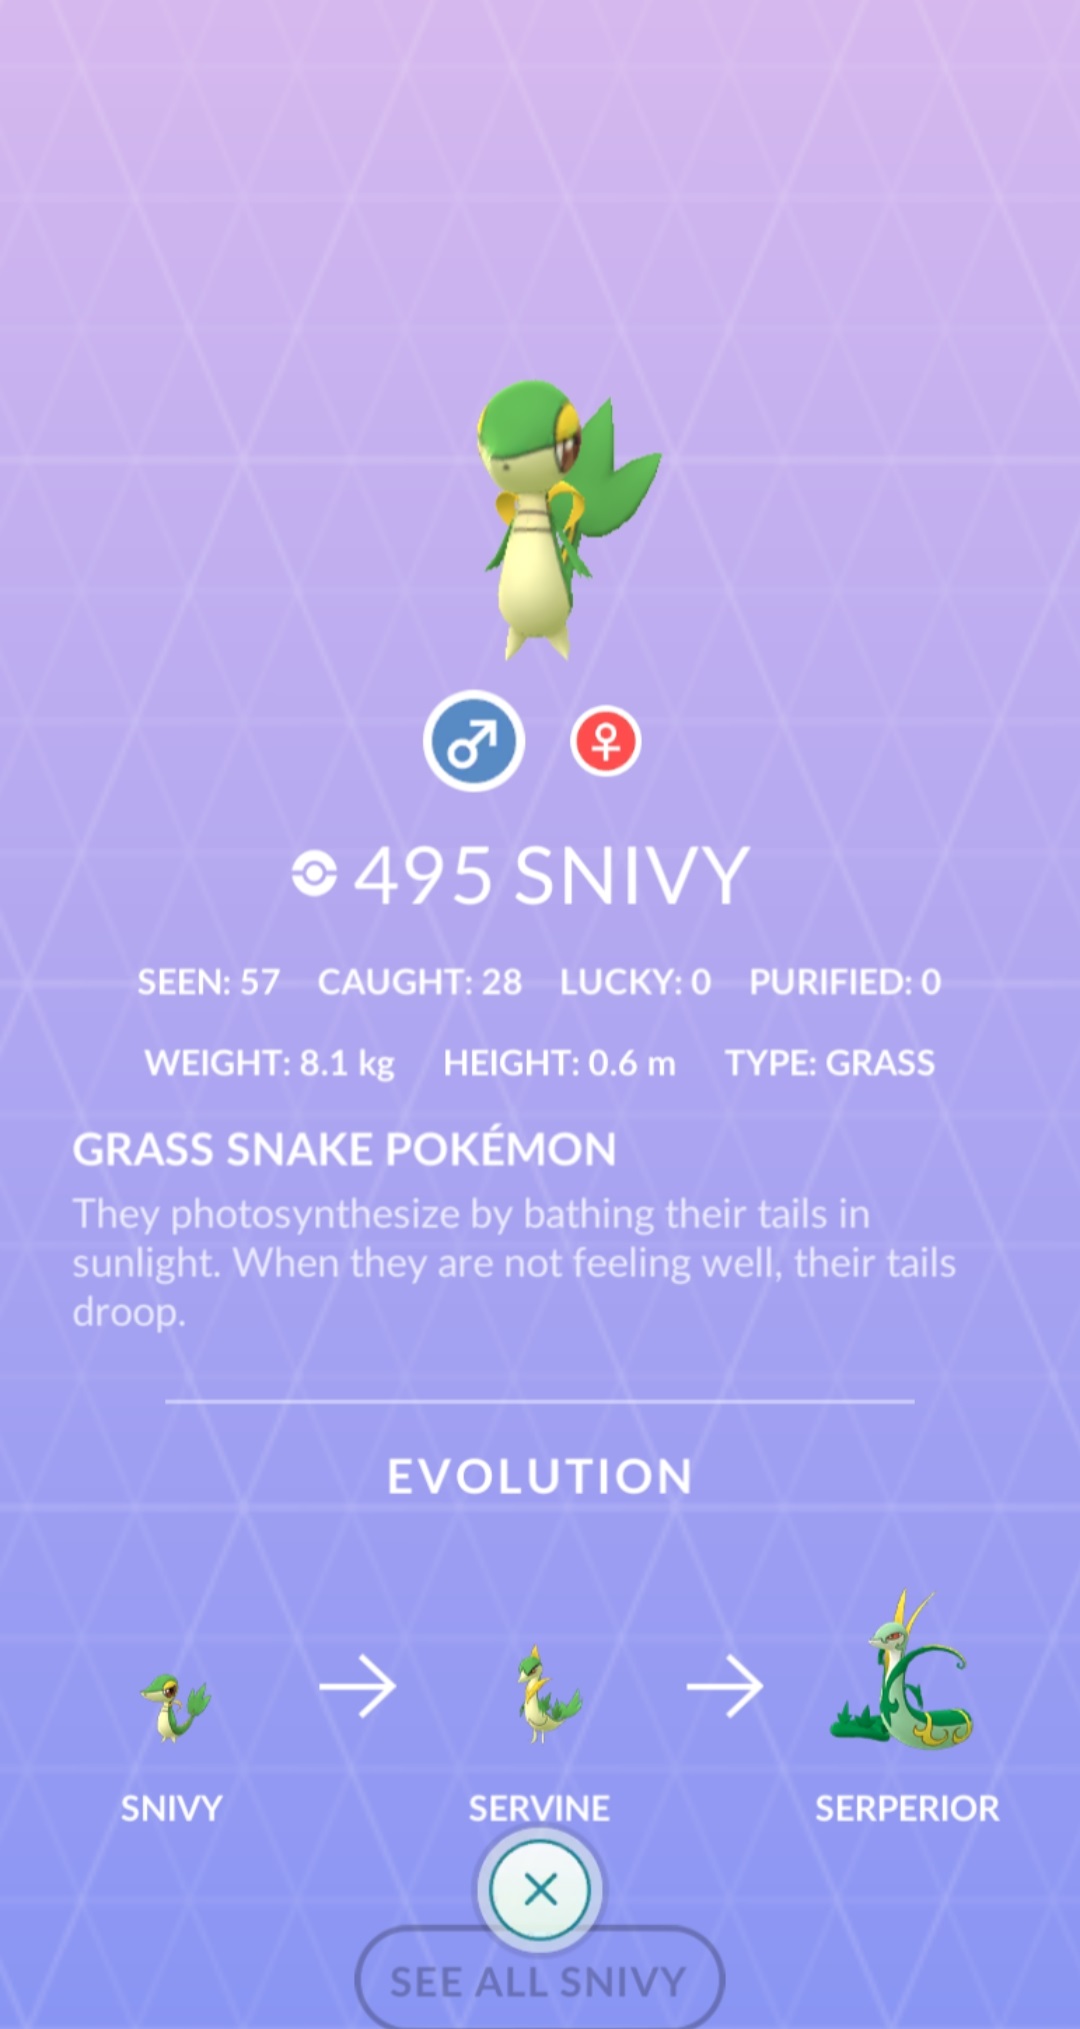 495 SNIVY
SEEN: 57 CAUGHT: 28 LUCKY: 0 PURIFIED: 0
WEIGHT: 8.1 kg HEIGHT: 0.6 m TYPE: GRASS
GRASS SNAKE POKÉMON
They photosynthesize by bathing their tails in
sunlight. When they are not feeling well, their tails
droop.
EVOLUTION
SNIVY SERVINE SERPERIOR
SEE ALL SNIVY